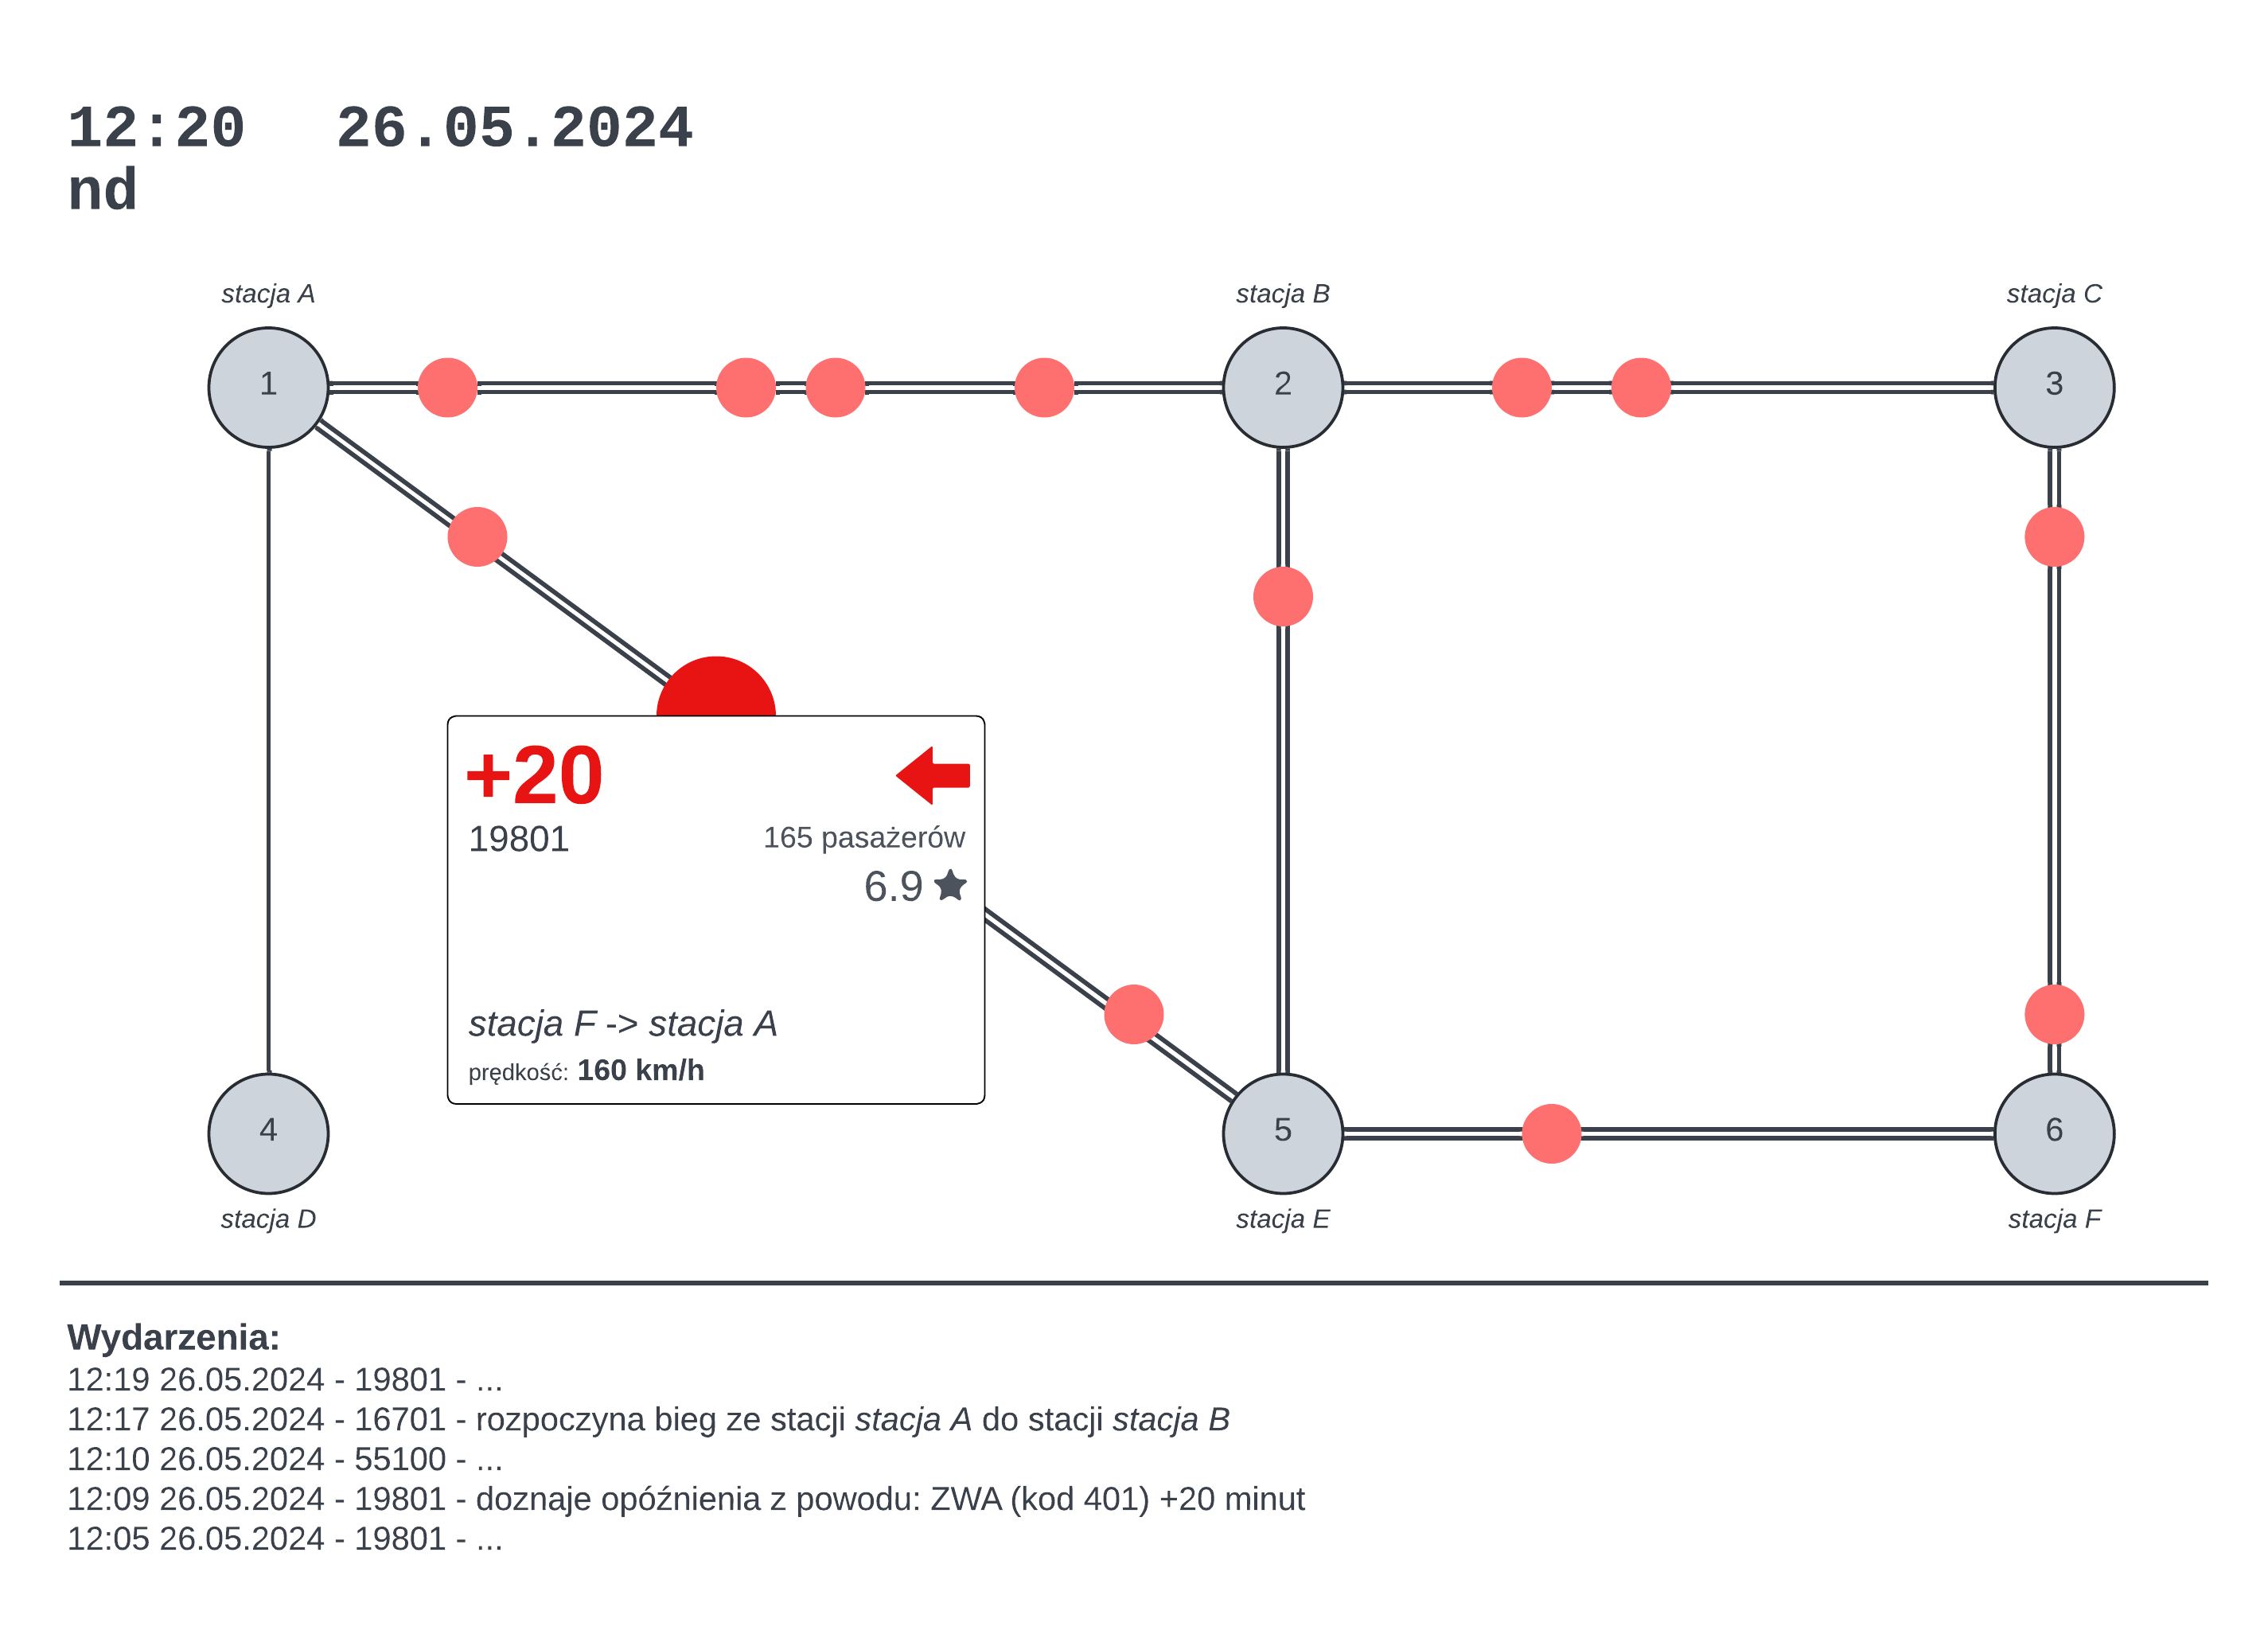 12:20 26.05.2024
nd
stacja A
stacja B
stacja C
1
2
3
+20
19801
165 pasażerów
6.9
stacja F -> stacja A
prędkość: 160 km/h
4
5
6
stacja D
stacja E
stacja F
Wydarzenia:
12:19 26.05.2024 - 19801 - ...
12:17 26.05.2024 - 16701 - rozpoczyna bieg ze stacji stacja A do stacji stacja B
12:10 26.05.2024 - 55100 - ...
12:09 26.05.2024 - 19801 - doznaje opóźnienia z powodu: ZWA (kod 401) +20 minut
12:05 26.05.2024 - 19801 - ...